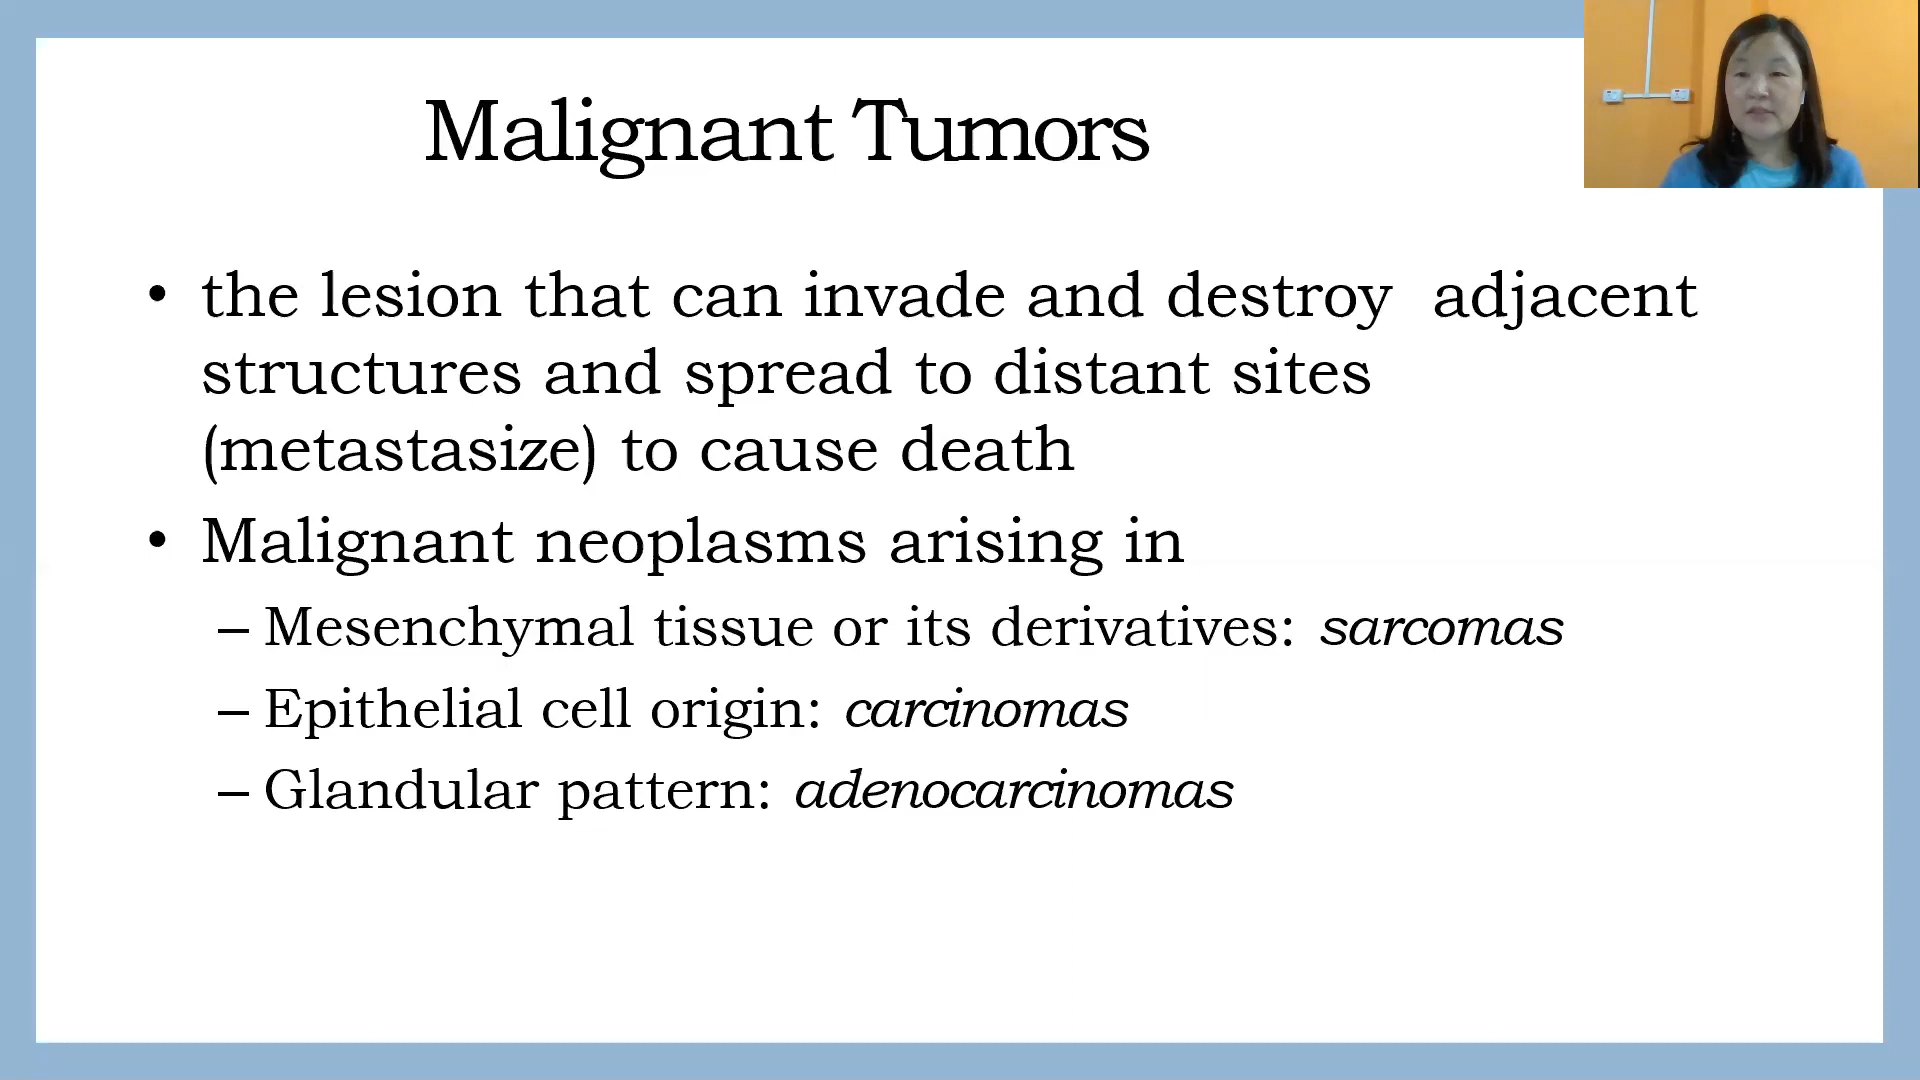 Malignant Tumors
• the lesion that can invade and destroy  adjacent
structures and spread to distant sites
(metastasize) to cause death
• Malignant neoplasms arising in
– Mesenchymal tissue or its derivatives: sarcomas
– Epithelial cell origin: carcinomas
– Glandular pattern: adenocarcinomas